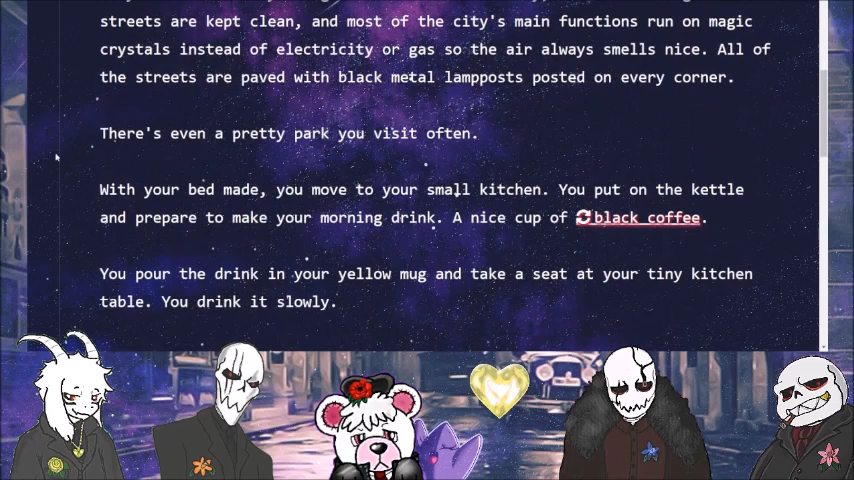 streets are kept clean, and most of the city's main functions run on magic
crystals instead of electricity or gas so the air always smells nice. All of
the streets are paved with black metal lampposts posted on every corner.
There's even a pretty park you visit often.
With your bed made, you move to your small kitchen. You put on the kettle
and prepare to make your morning drink. A nice cup of black coffee.
You pour the drink in your yellow mug and take a seat at your tiny kitchen
table. You drink it slowly.